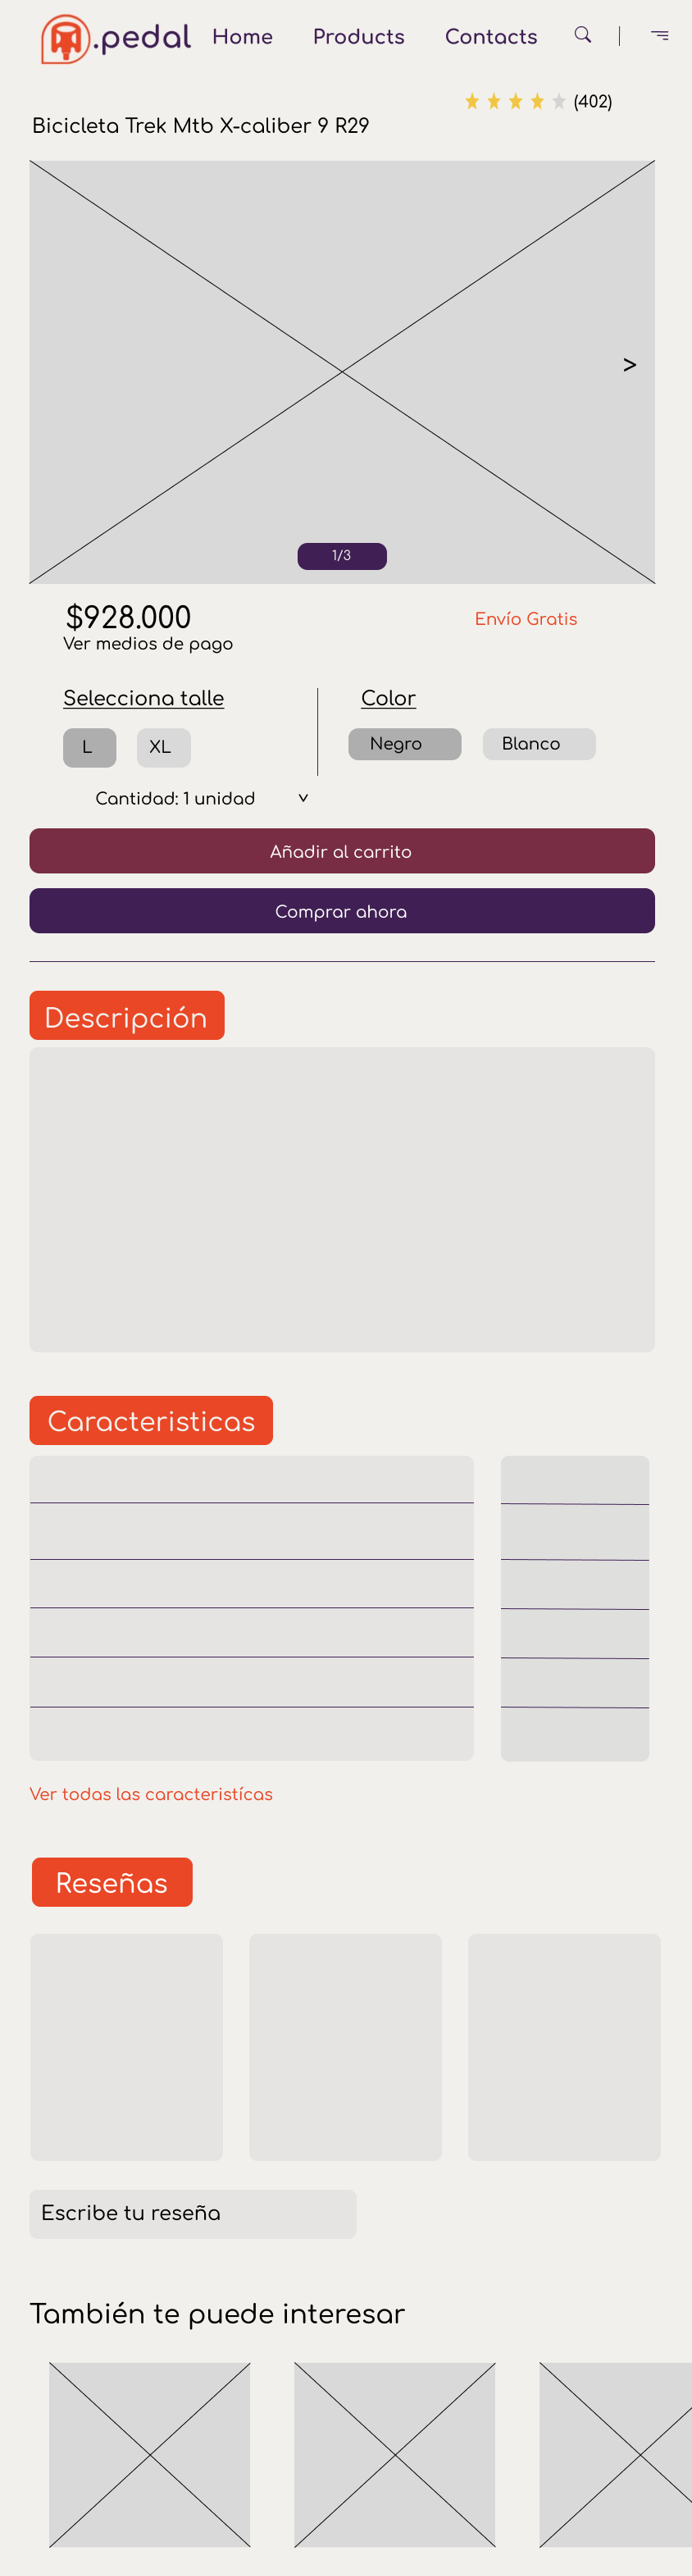 .pedal Home Products Contacts
(402)
Bicicleta Trek Mtb X-caliber 9 R29
>
1/3
$928.000
Envío Gratis
Ver medios de pago
Selecciona talle
Color
L XL
Negro Blanco
Cantidad: 1 unidad
Añadir al carrito
Comprar ahora
Descripción
Caracteristicas
Ver todas las caracteristícas
Reseñas
Escribe tu reseña
También te puede interesar